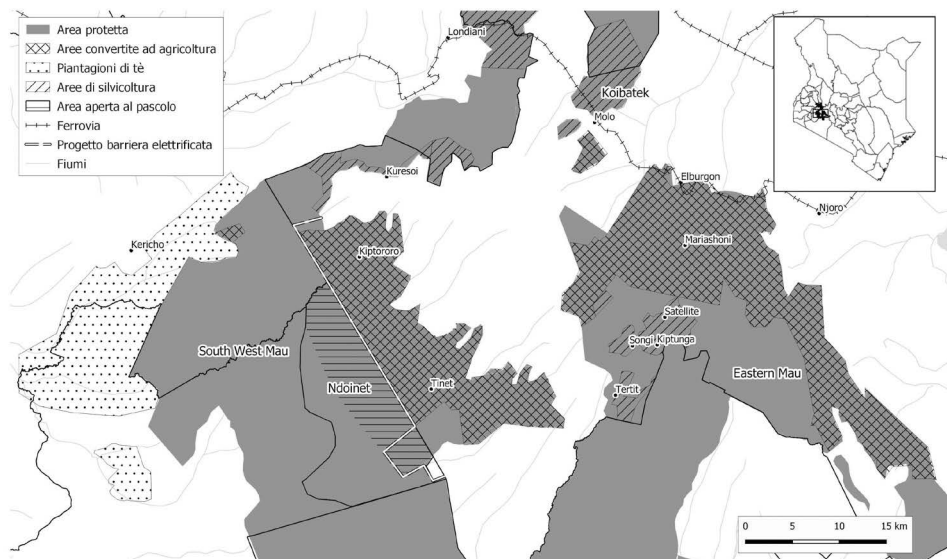 Area protetta
Aree convertite ad agricoltura
Piantagioni di tè
Aree di silvicoltura
Area aperta al pascolo
Ferrovia
Progetto barriera elettrificata
Fiumi
Londiani
Koibatek
Molo
Kuresoi
Elburgon
Njoro
Kericho
Kiptororo
Mariashoni
Satellite
South West Mau
Songi
Kiptunga
Ndoinet
Tinet
Eastern Mau
Tertit
0 5 10 15 km